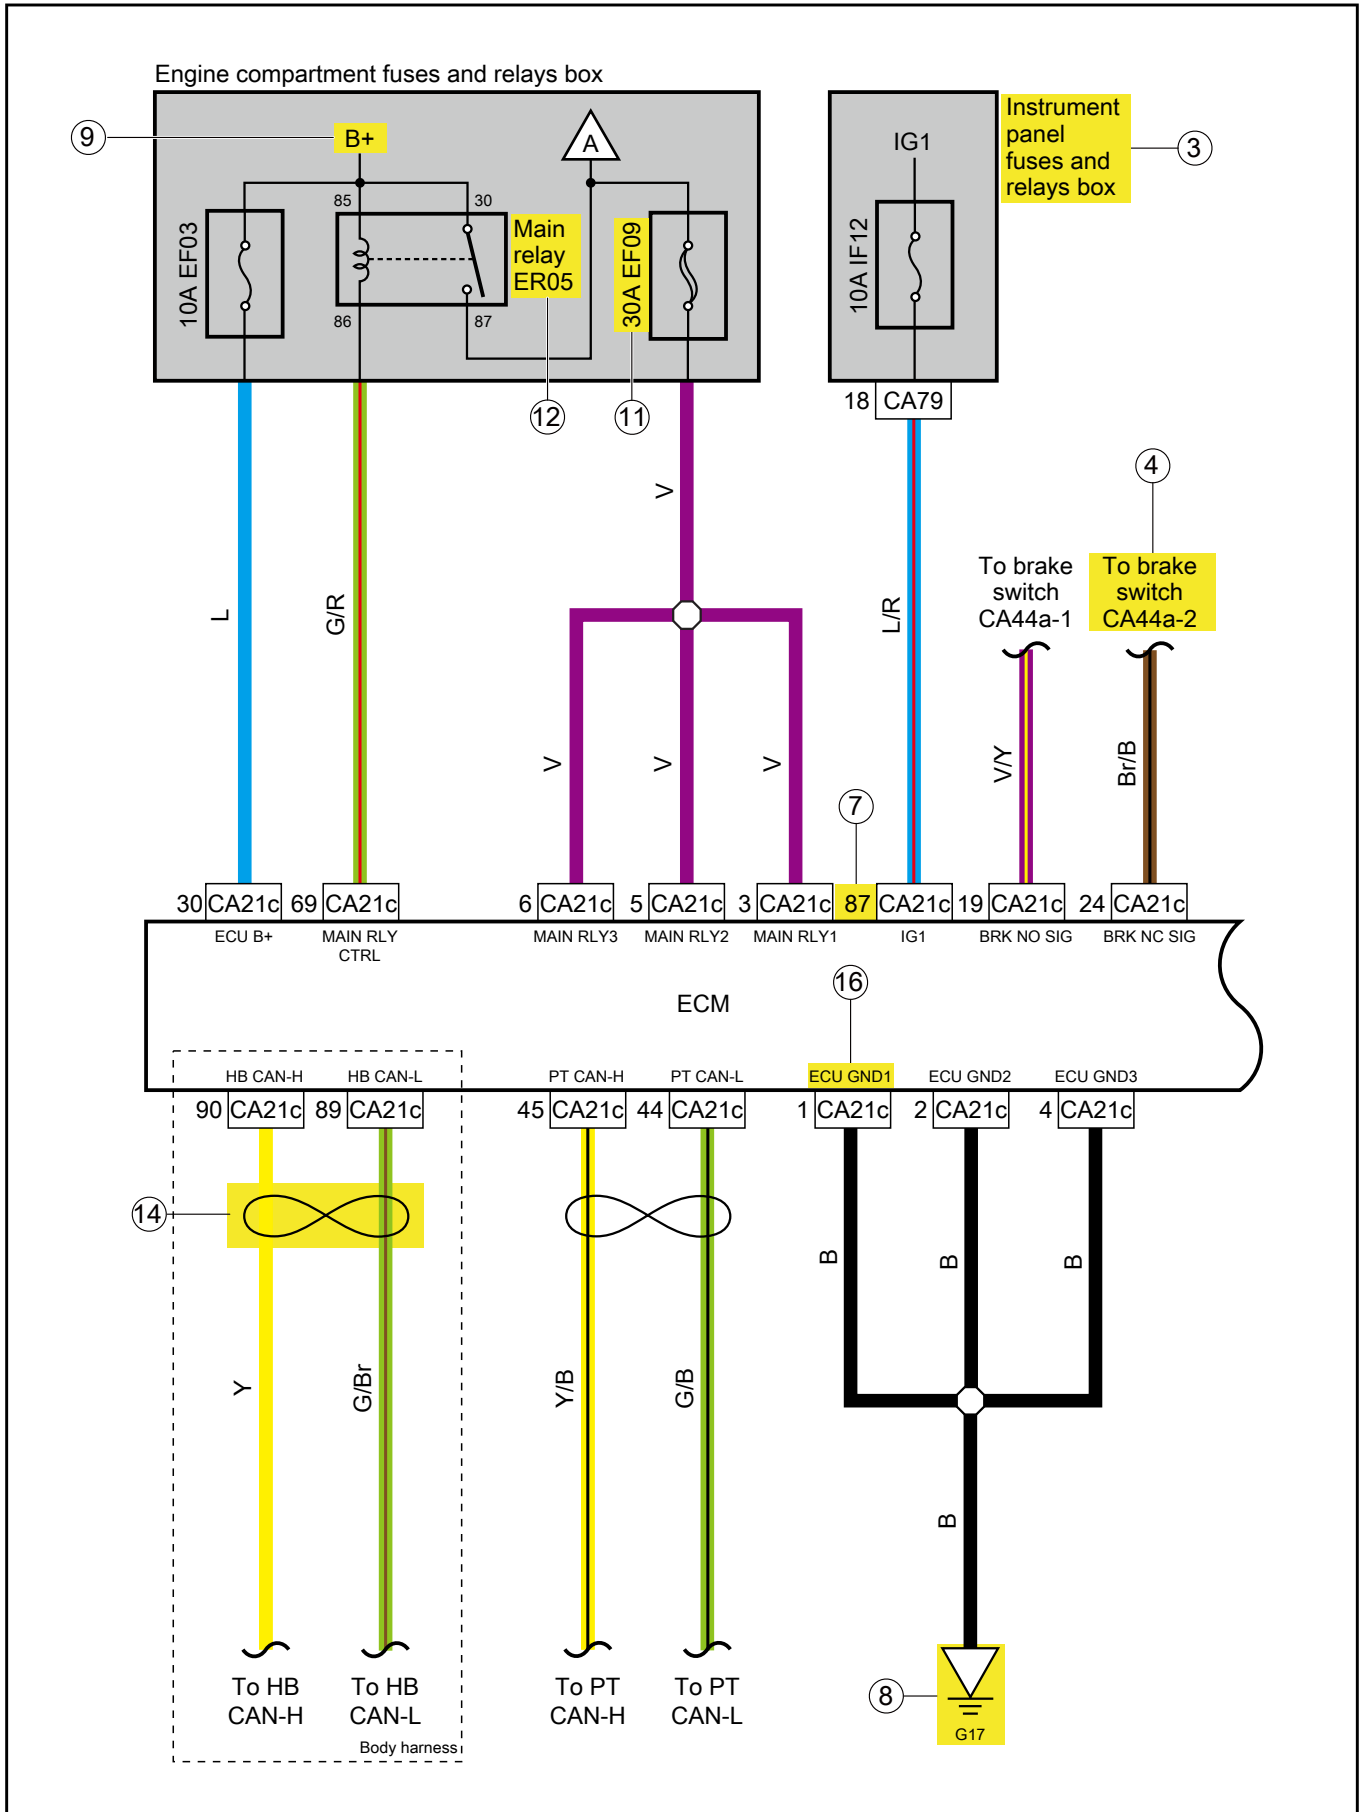 Engine compartment fuses and relays box
9
B+
A
IG1
Instrument
panel
fuses and
relays box
3
85
30
10A EF03
Main
relay
ER05
30A EF09
10A IF12
86
87
12
11
18
CA79
V
4
L
G/R
L/R
To brake
switch
CA44a-1
To brake
switch
CA44a-2
V
V
V
V/Y
Br/B
7
30 CA21c
69 CA21c
6 CA21c
5 CA21c
3 CA21c
87 CA21c
19 CA21c
24 CA21c
ECU B+
MAIN RLY
CTRL
MAIN RLY3
MAIN RLY2
MAIN RLY1
IG1
BRK NO SIG
BRK NC SIG
ECM
16
HB CAN-H
HB CAN-L
PT CAN-H
PT CAN-L
ECU GND1
ECU GND2
ECU GND3
90 CA21c
89 CA21c
45 CA21c
44 CA21c
1 CA21c
2 CA21c
4 CA21c
14
B
B
B
Y
G/Br
Y/B
G/B
B
To HB
CAN-H
To HB
CAN-L
To PT
CAN-H
To PT
CAN-L
8
G17
Body harness